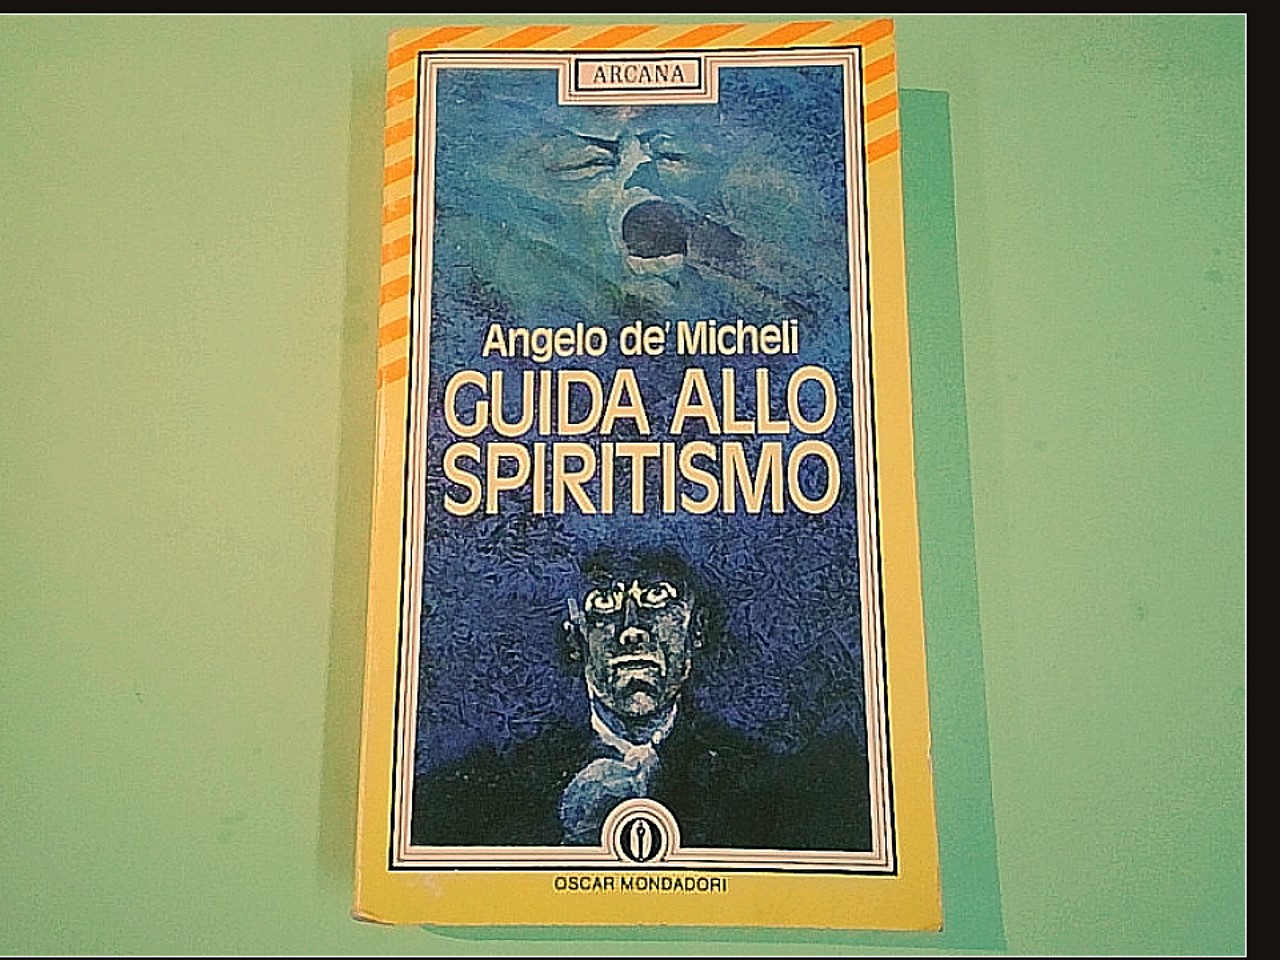 ARCANA
Angelo de' Micheli
GUIDA ALLO
SPIRITISMO
OSCAR MONDADORI